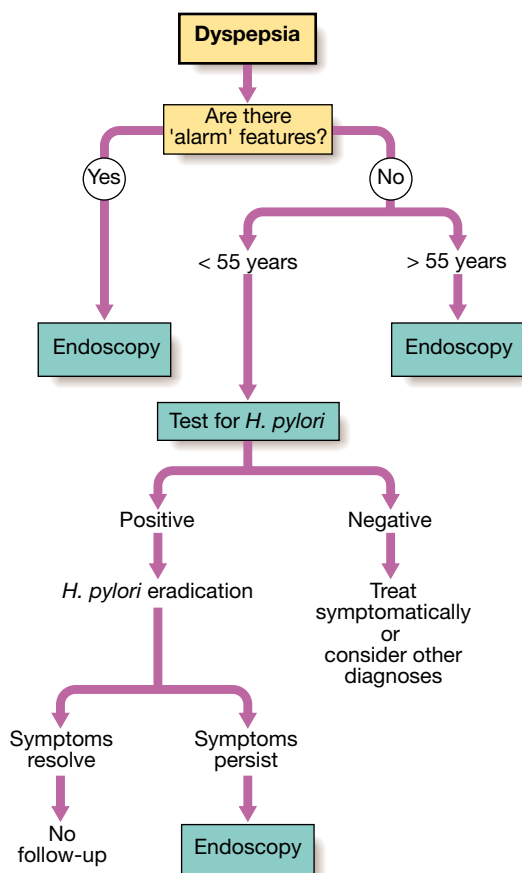 Dyspepsia
Are there
'alarm' features?
Yes
No
< 55 years
> 55 years
Endoscopy
Endoscopy
Test for H. pylori
Positive
Negative
H. pylori eradication
Treat
symptomatically
or
consider other
diagnoses
Symptoms
resolve
Symptoms
persist
No
follow-up
Endoscopy